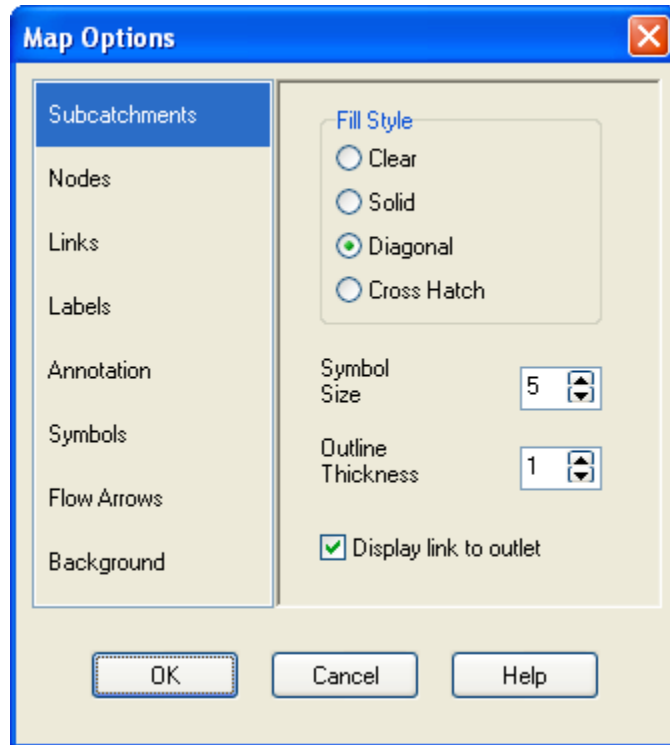 Map Options
Subcatchments
Nodes
Links
Labels
Annotation
Symbols
Flow Arrows
Background
Fill Style
Clear
Solid
Diagonal
Cross Hatch
Symbol
Size
5
Outline
Thickness
1
Display link to outlet
OK
Cancel
Help